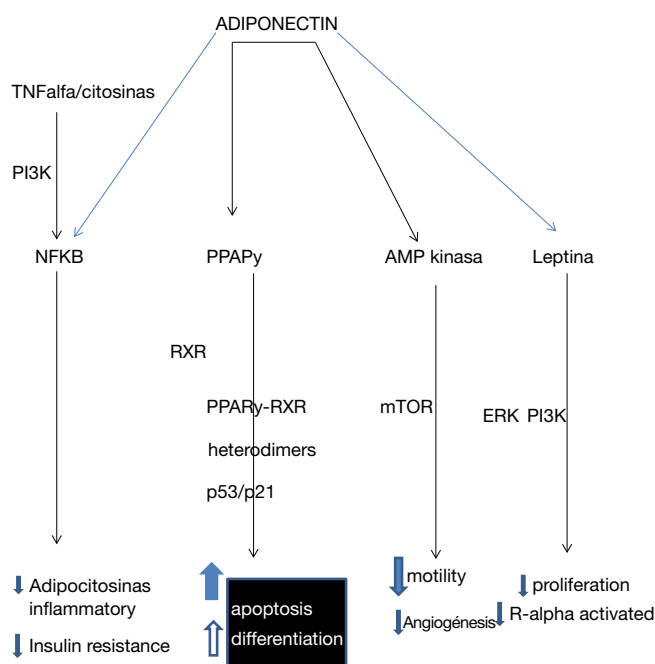 ADIPONECTIN
TNFalfa/citosinas
PI3K
NFKB
PPAPy
AMP kinasa
Leptina
RXR
PPARy-RXR
heterodimers
p53/p21
mTOR
ERK PI3K
Adipocitosinas
inflammatory
Insulin resistance
apoptosis
differentiation
motility
Angiogénesis
proliferation
R-alpha activated